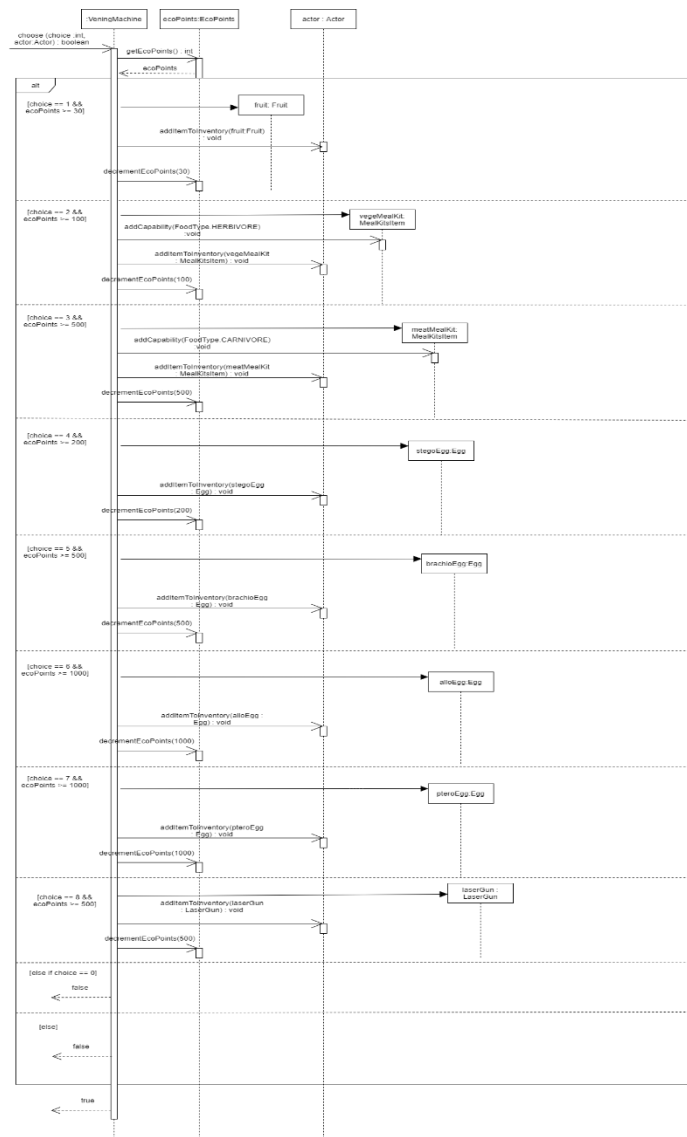 :VeningMachine
ecoPoints:EcoPoints
actor : Actor
choose (choice :int,
actor:Actor) : boolean
getEcoPoints() : int
ecoPoints
alt
[choice == 1 &&
ecoPoints >= 30]
fruit: Fruit
addItemToInventory(fruit:Fruit)
: void
decrementEcoPoints(30)
[choice == 2 &&
ecoPoints >= 100]
vegeMealKit:
MealKitsItem
addCapability(FoodType.HERBIVORE)
:void
addItemToInventory(vegeMealKit
: MealKitsItem) : void
decrementEcoPoints(100)
[choice == 3 &&
ecoPoints >= 500]
meatMealKit:
MealKitsItem
addCapability(FoodType.CARNIVORE)
:void
addItemToInventory(meatMealKit
MealKitsItem) : void
decrementEcoPoints(500)
[choice == 4 &&
ecoPoints >= 200]
stegoEgg:Egg
addItemToInventory(stegoEgg
Egg) : void
decrementEcoPoints(200)
[choice == 5 &&
ecoPoints >= 500]
brachioEgg:Egg
addItemToInventory(brachioEgg
: Egg) : void
decrementEcoPoints(500)
[choice == 6 &&
ecoPoints >= 1000]
alloEgg:Egg
addItemToInventory(alloEgg :
Egg) : void
decrementEcoPoints(1000)
[choice == 7 &&
ecoPoints >= 1000]
pteroEgg:Egg
addItemToInventory(pteroEgg
Egg) : void
decrementEcoPoints(1000)
[choice == 8 &&
ecoPoints >= 500]
laserGun :
LaserGun
addItemToInventory(laserGun
: LaserGun) : void
decrementEcoPoints(500)
[else if choice == 0]
false
[else]
false
true